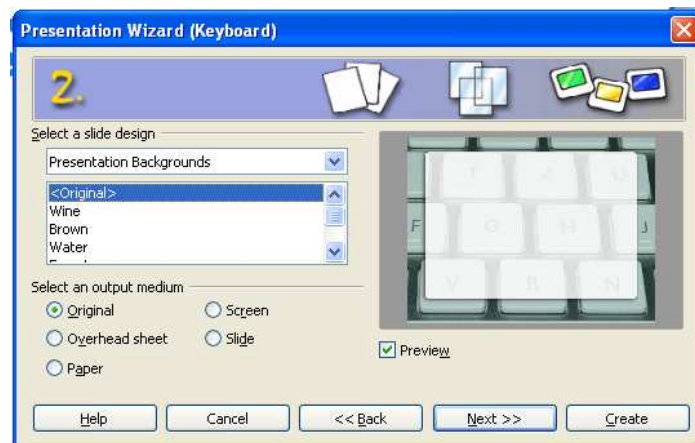 Presentation Wizard (Keyboard)
2.
Select a slide design
Presentation Backgrounds
<Original>
Wine
Brown
Water
Select an output medium
Original
Screen
Overhead sheet
Slide
Paper
F G H J
V B N
Preview
Help
Cancel
<< Back
Next >>
Create